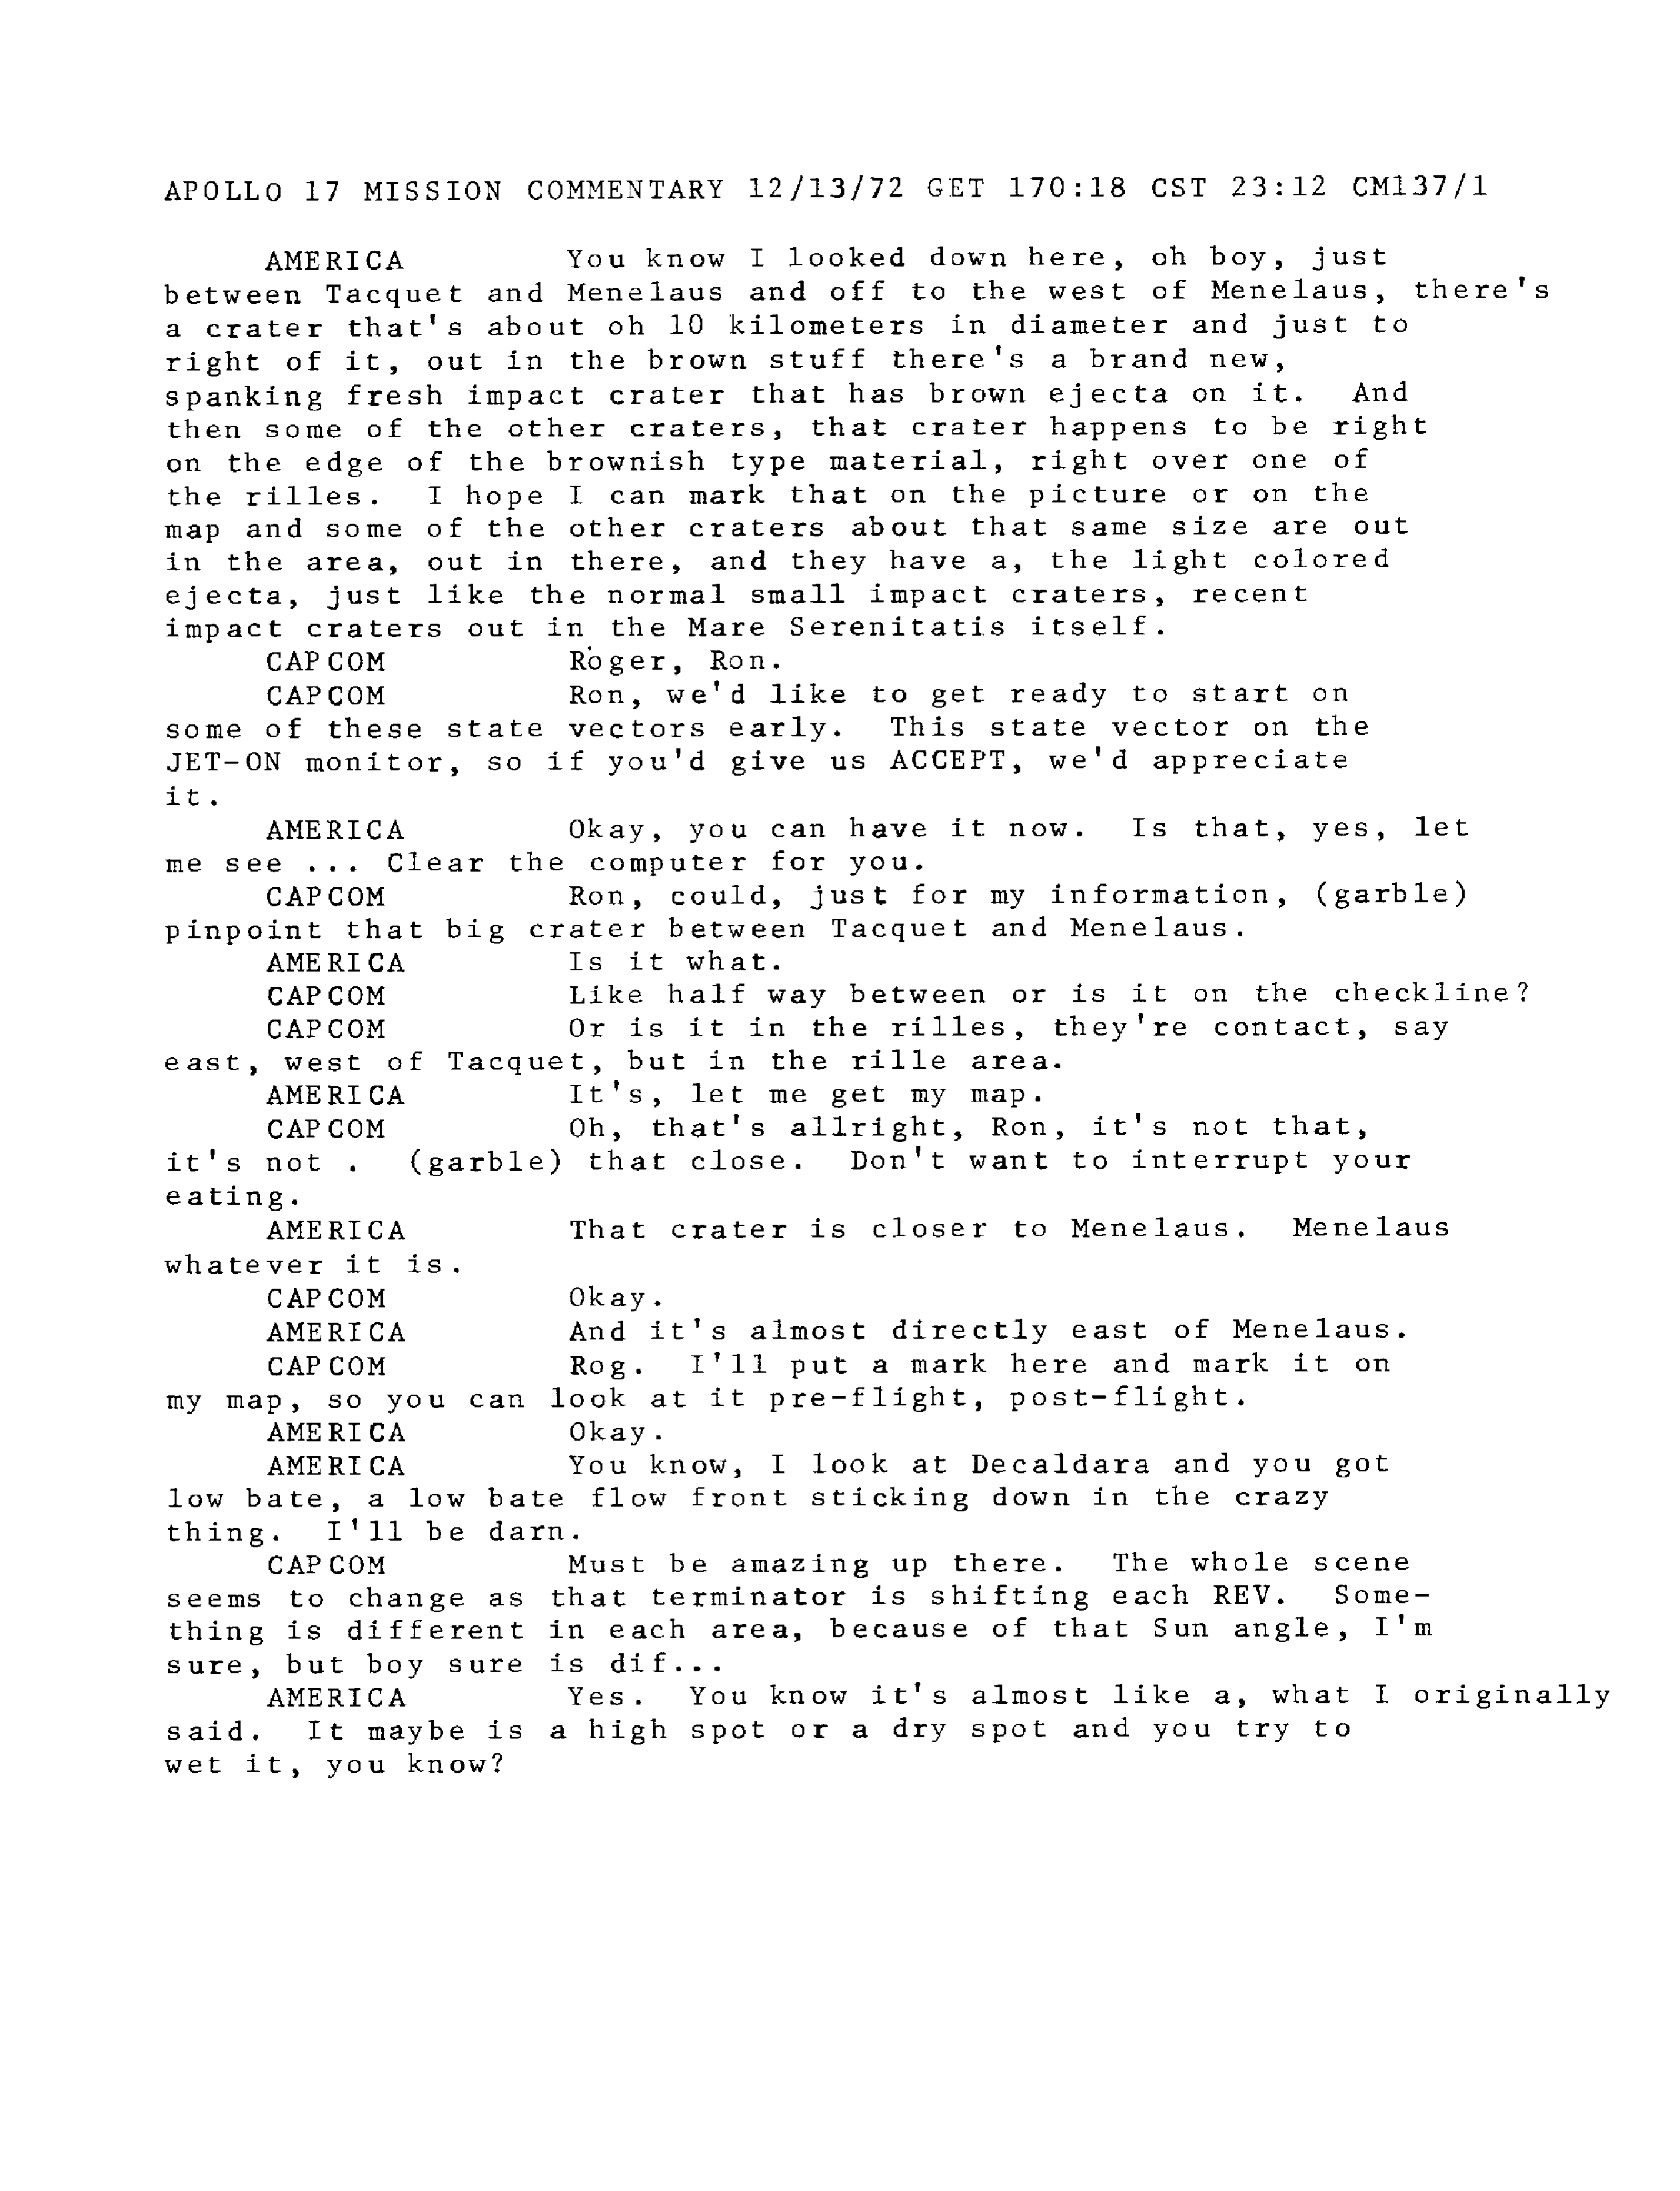 APOLLO 17 MISSION COMMENTARY 12/13/72 GET 170:18 CST 23:12 CM137/1
AMERICA You know I looked down here, oh boy, just
between Tacquet and Menelaus and off to the west of Menelaus, there's
a crater that's about oh 10 kilometers in diameter and just to
right of it, out in the brown stuff there's a brand new,
spanking fresh impact crater that has brown ejecta on it. And
then some of the other craters, that crater happens to be right
on the edge of the brownish type material, right over one of
the rilles. I hope I can mark that on the picture or on the
map and some of the other craters about that same size are out
in the area, out in there, and they have a, the light colored
ejecta, just like the normal small impact craters, recent
impact craters out in the Mare Serenitatis itself.
CAPCOM Roger, Ron.
CAPCOM Ron, we'd like to get ready to start on
some of these state vectors early. This state vector on the
JET-ON monitor, so if you'd give us ACCEPT, we'd appreciate
it.
AMERICA Okay, you can have it now. Is that, yes, let
me see ... Clear the computer for you.
CAPCOM Ron, could, just for my information, (garble)
pinpoint that big crater between Tacquet and Menelaus.
AMERICA Is it what.
CAPCOM Like half way between or is it on the checkline?
CAPCOM Or is it in the rilles, they're contact, say
east, west of Tacquet, but in the rille area.
AMERICA It's, let me get my map.
CAPCOM Oh, that's allright, Ron, it's not that,
it's not . (garble) that close. Don't want to interrupt your
eating.
AMERICA That crater is closer to Menelaus. Menelaus
whatever it is.
CAPCOM Okay.
AMERICA And it's almost directly east of Menelaus.
CAPCOM Rog. I'll put a mark here and mark it on
my map, so you can look at it pre-flight, post-flight.
AMERICA Okay.
AMERICA You know, I look at Decaldara and you got
low bate, a low bate flow front sticking down in the crazy
thing. I'll be darn.
CAPCOM Must be amazing up there. The whole scene
seems to change as that terminator is shifting each REV. Some-
thing is different in each area, because of that Sun angle, I'm
sure, but boy sure is dif...
AMERICA Yes. You know it's almost like a, what I originally
said. It maybe is a high spot or a dry spot and you try to
wet it, you know?